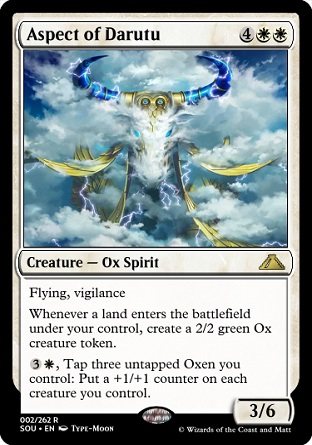 Aspect of Darutu 4
Creature — Ox Spirit
Flying, vigilance
Whenever a land enters the battlefield
under your control, create a 2/2 green Ox
creature token.
3 , Tap three untapped Oxen you
control: Put a +1/+1 counter on each
creature you control.
3/6
002/262 R
SOU • EN Type-Moon
© Wizards of the Coast and Matt